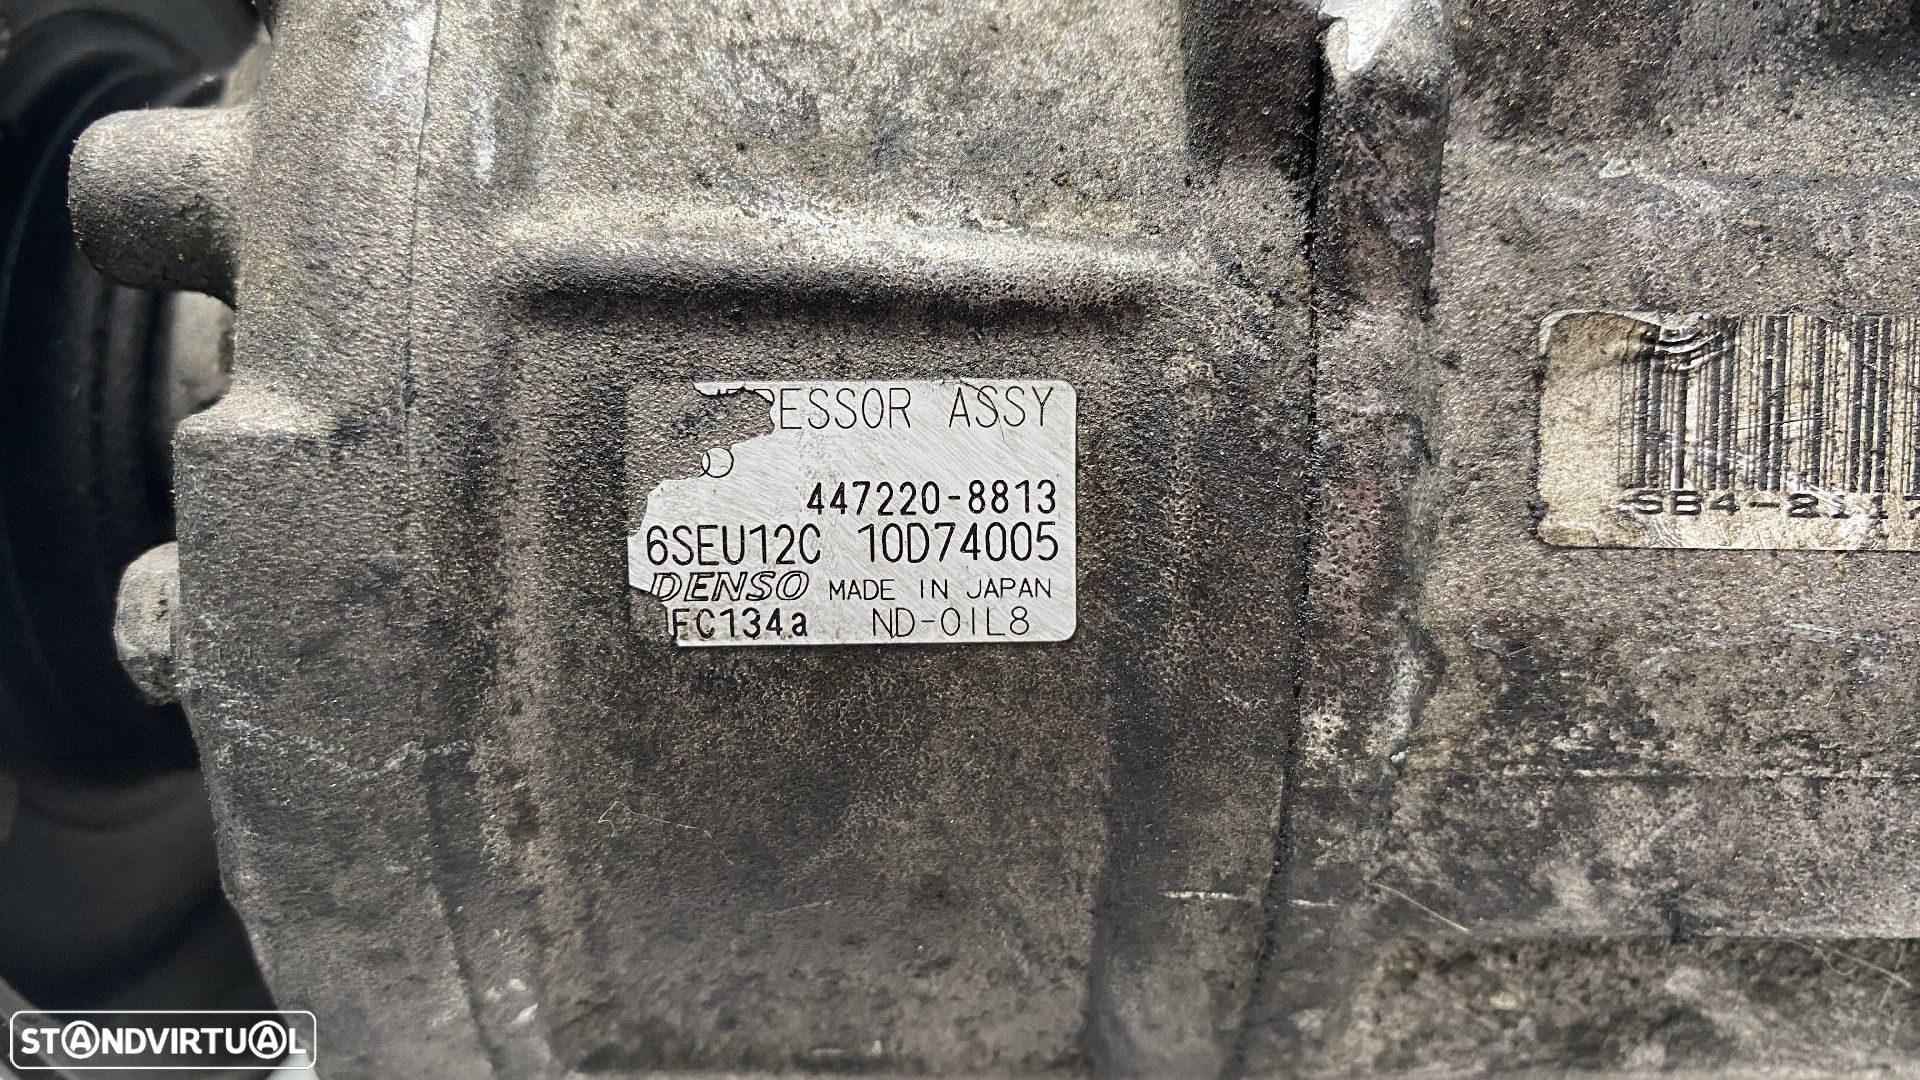 ESSOR ASSY
447220-8813
6SEU12C 10D74005
DENSO MADE IN JAPAN
FC134a ND-OIL8
STANDVIRTUAL